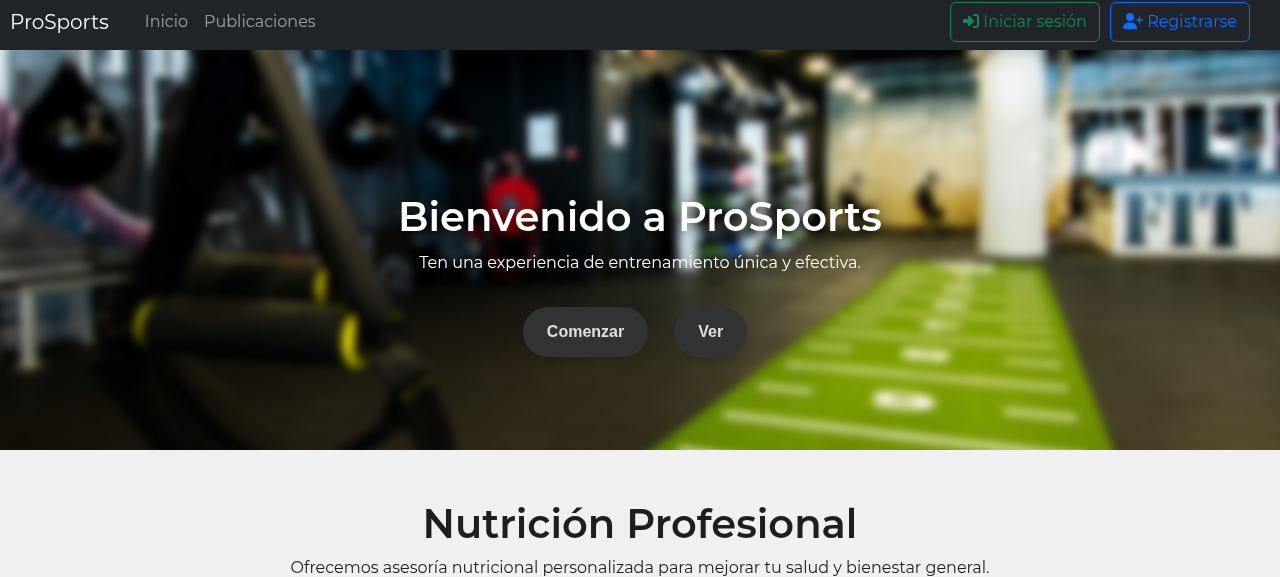 ProSports Inicio Publicaciones Iniciar sesión Registrarse
Bienvenido a ProSports
Ten una experiencia de entrenamiento única y efectiva.
Comenzar Ver
Nutrición Profesional
Ofrecemos asesoría nutricional personalizada para mejorar tu salud y bienestar general.